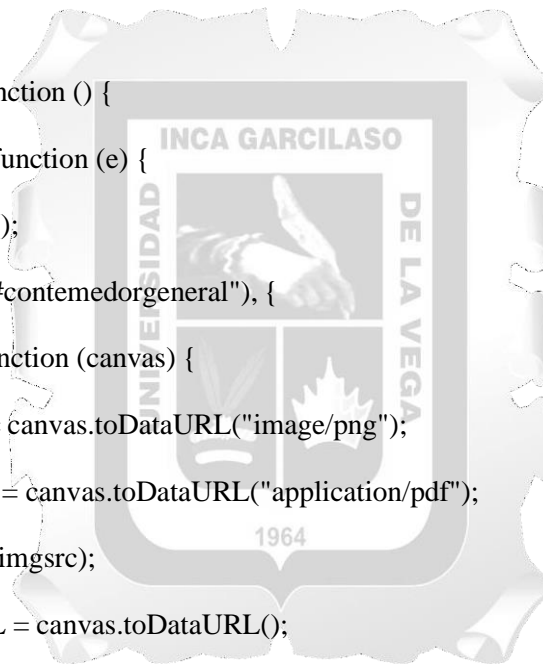 nction () {
function (e) {
);
#contemedorgeneral"), {
nction (canvas) {
= canvas.toDataURL("image/png");
= canvas.toDataURL("application/pdf");
imgsrc);
L = canvas.toDataURL();
INCA GARCILASO
UNIVERSIDAD
DE LA VEGA
1964